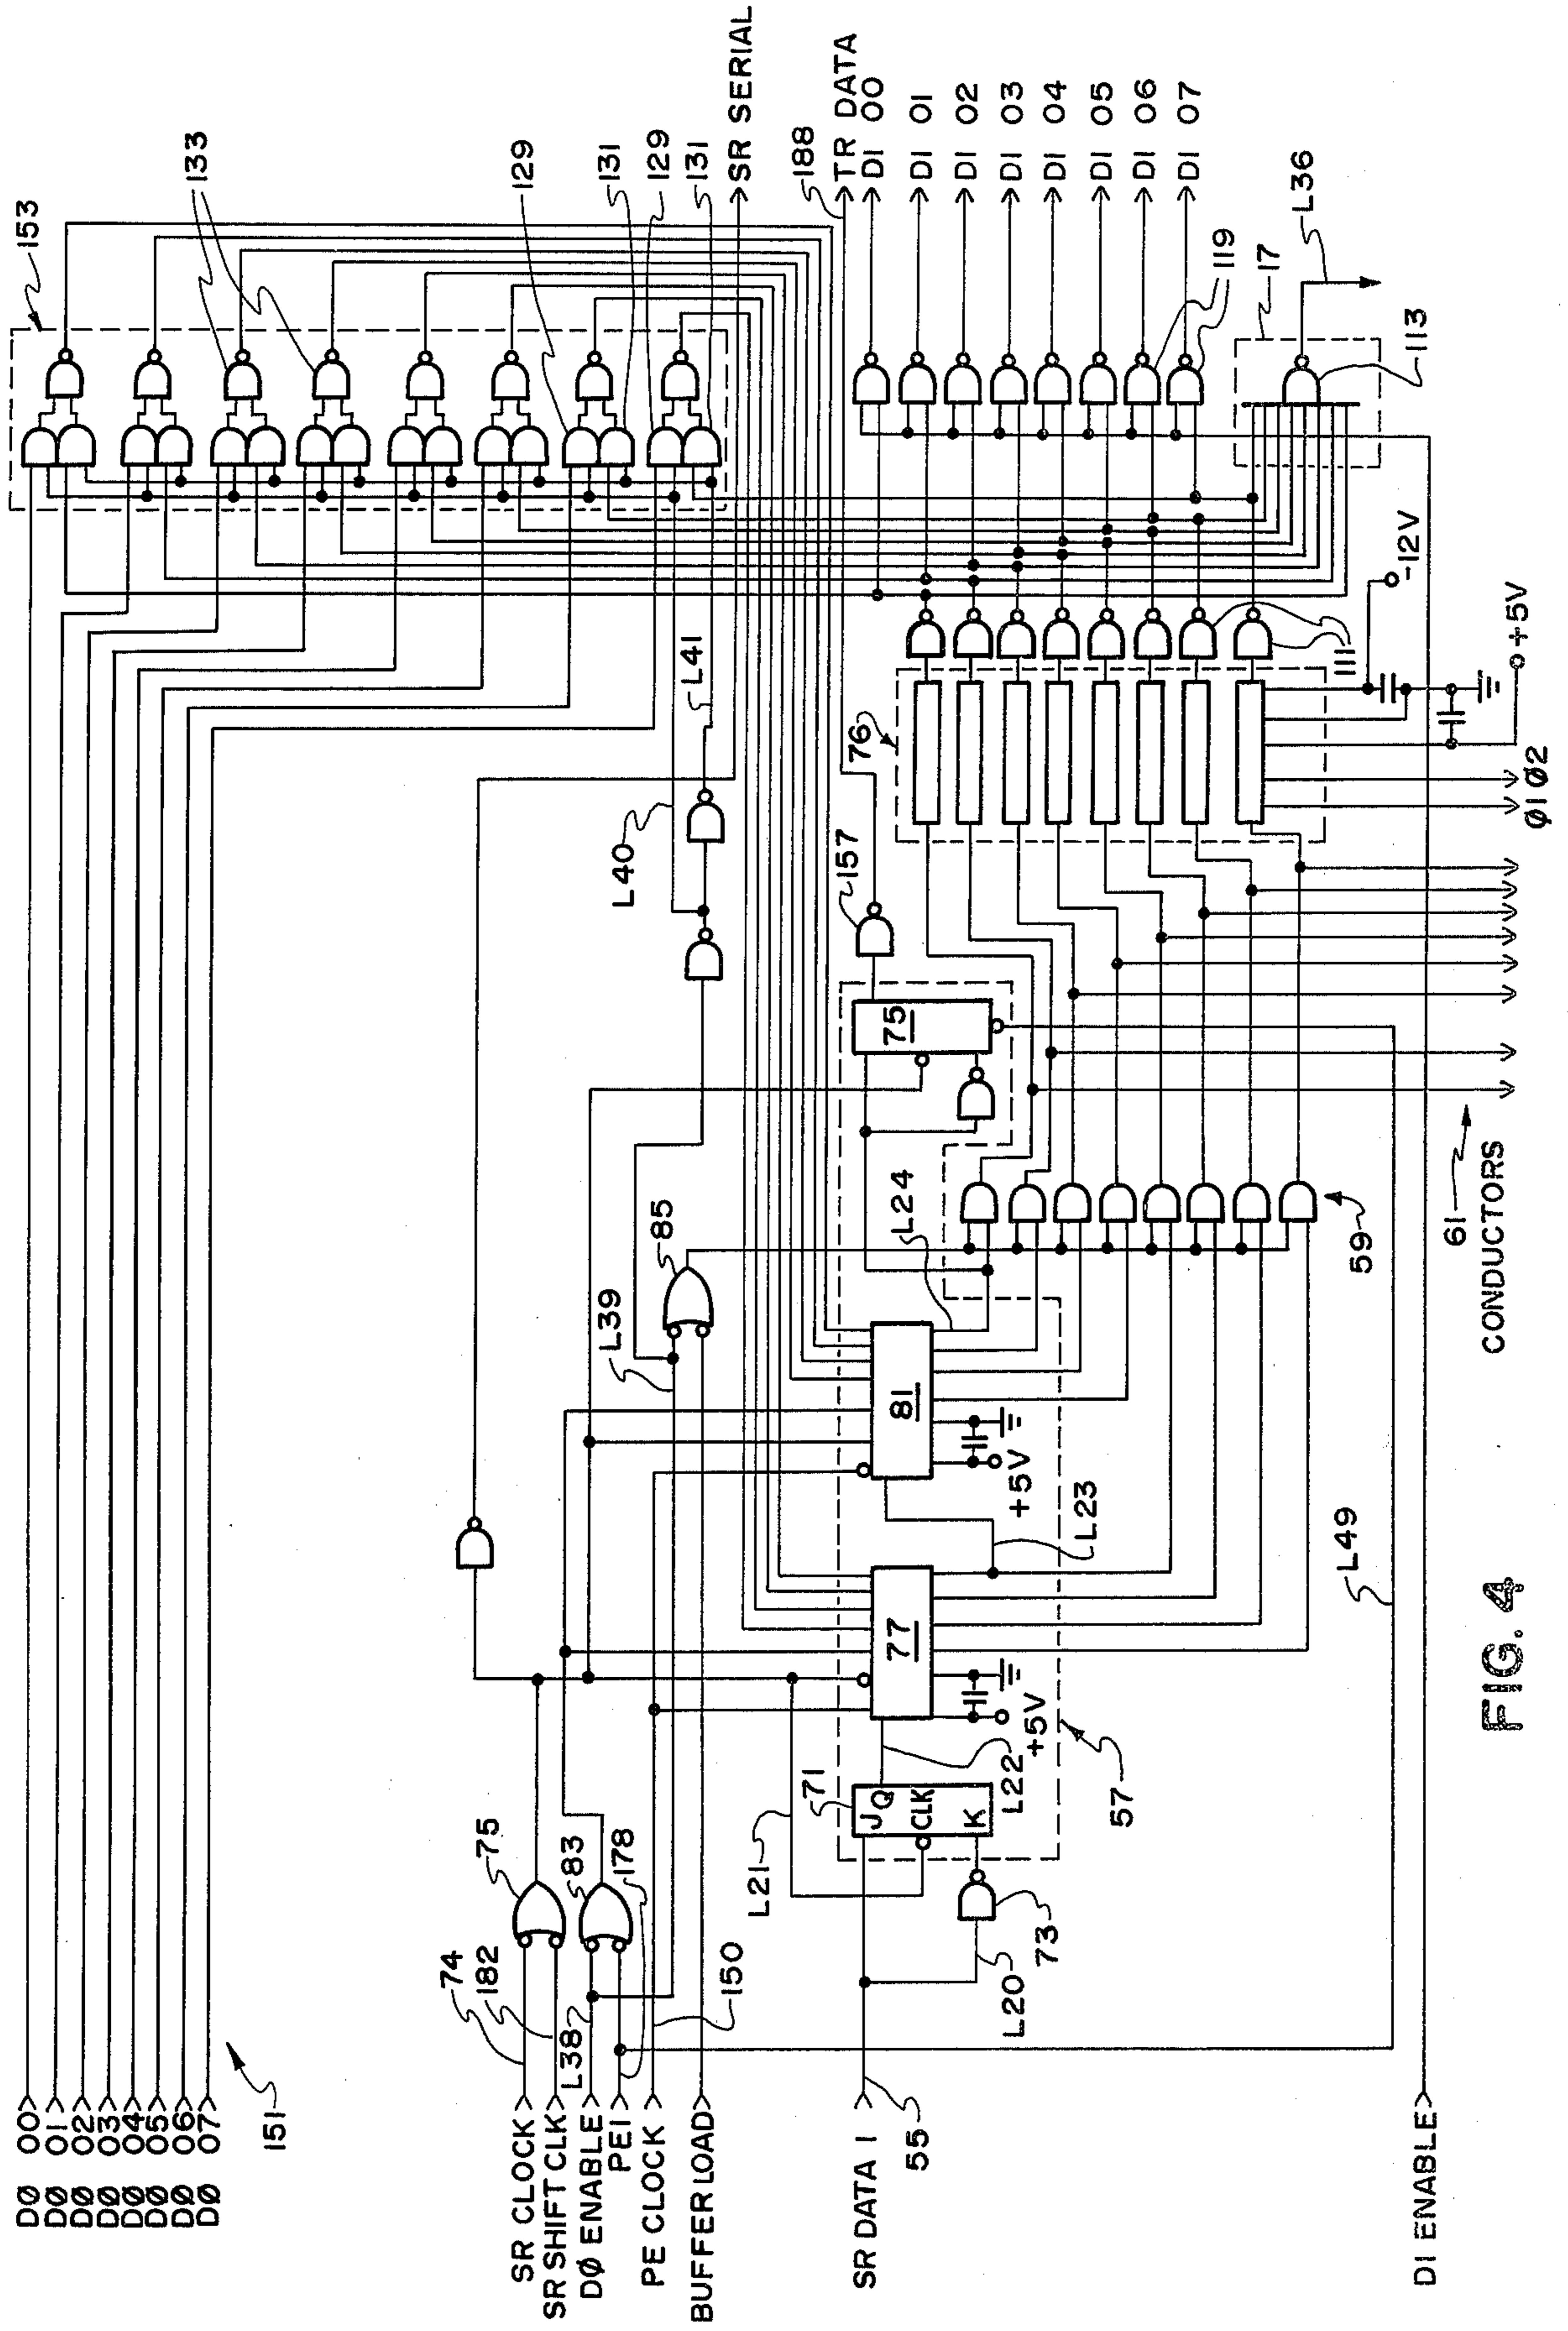 DØ 00
DØ 01
DØ 02
DØ 03
DØ 04
DØ 05
DØ 06
DØ 07
151
SR CLOCK
SR SHIFT CLK
DØ ENABLE
PE1
PE CLOCK
BUFFER LOAD
SR DATA 1
DI ENABLE
74
182
L38
178
150
55
75
83
L21
L20
73
71
J Q
CLK
K
L22
+5V
57
77
L23
81
+5V
L39
85
L24
L49
59
61
CONDUCTORS
75
157
L40
L41
76
Ø1 Ø2
+5V
-12V
111
153
133
129
131
129
131
SR SERIAL
188
TR DATA
DI 00
DI 01
DI 02
DI 03
DI 04
DI 05
DI 06
DI 07
119
17
L36
113
FIG. 4